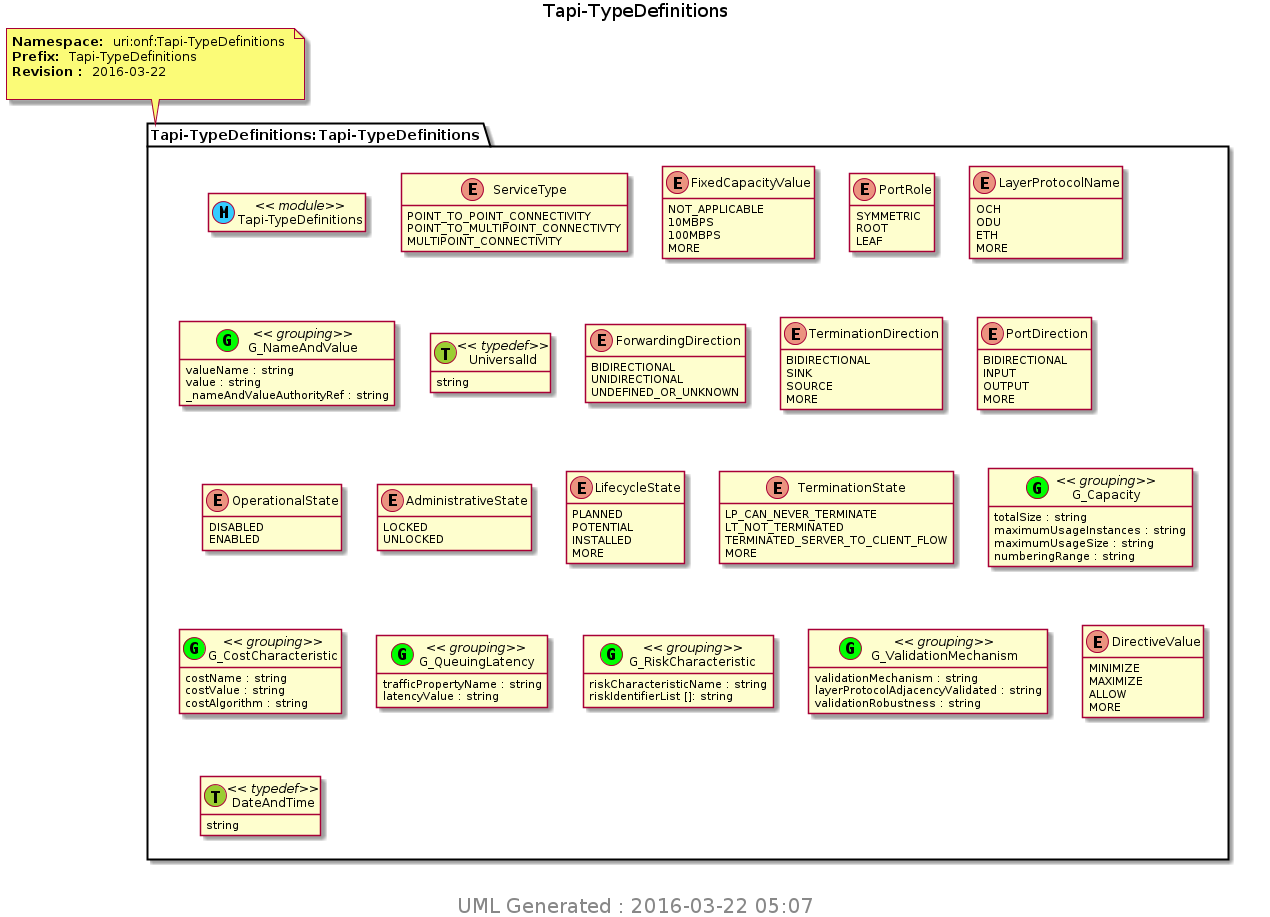 Tapi-TypeDefinitions
Namespace: uri:onf:Tapi-TypeDefinitions
Prefix: Tapi-TypeDefinitions
Revision : 2016-03-22
Tapi-TypeDefinitions:Tapi-TypeDefinitions
M
<< module>>
Tapi-TypeDefinitions
E ServiceType
POINT_TO_POINT_CONNECTIVITY
POINT_TO_MULTIPOINT_CONNECTIVTY
MULTIPOINT_CONNECTIVITY
E FixedCapacityValue
NOT_APPLICABLE
10MBPS
100MBPS
MORE
E PortRole
SYMMETRIC
ROOT
LEAF
E LayerProtocolName
OCH
ODU
ETH
MORE
G
<< grouping>>
G_NameAndValue
valueName : string
value : string
_nameAndValueAuthorityRef : string
T
<< typedef>>
UniversalId
string
E ForwardingDirection
BIDIRECTIONAL
UNIDIRECTIONAL
UNDEFINED_OR_UNKNOWN
E TerminationDirection
BIDIRECTIONAL
SINK
SOURCE
MORE
E PortDirection
BIDIRECTIONAL
INPUT
OUTPUT
MORE
E OperationalState
DISABLED
ENABLED
E AdministrativeState
LOCKED
UNLOCKED
E LifecycleState
PLANNED
POTENTIAL
INSTALLED
MORE
E TerminationState
LP_CAN_NEVER_TERMINATE
LT_NOT_TERMINATED
TERMINATED_SERVER_TO_CLIENT_FLOW
MORE
G
<< grouping>>
G_Capacity
totalSize : string
maximumUsageInstances : string
maximumUsageSize : string
numberingRange : string
G
<< grouping>>
G_CostCharacteristic
costName : string
costValue : string
costAlgorithm : string
G
<< grouping>>
G_QueuingLatency
trafficPropertyName : string
latencyValue : string
G
<< grouping>>
G_RiskCharacteristic
riskCharacteristicName : string
riskIdentifierList []: string
G
<< grouping>>
G_ValidationMechanism
validationMechanism : string
layerProtocolAdjacencyValidated : string
validationRobustness : string
E DirectiveValue
MINIMIZE
MAXIMIZE
ALLOW
MORE
T
<< typedef>>
DateAndTime
string
UML Generated : 2016-03-22 05:07